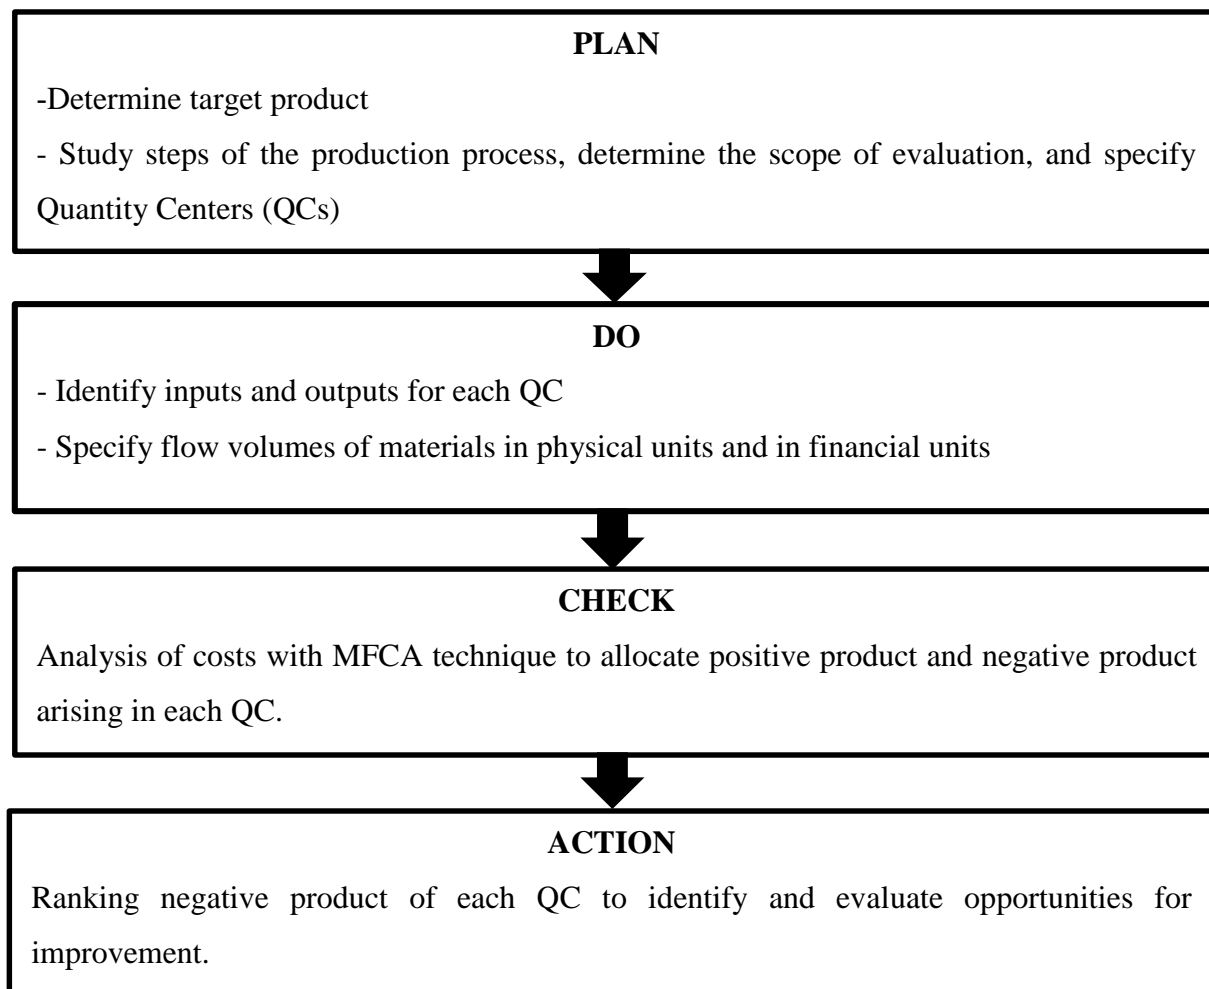 PLAN
-Determine target product
- Study steps of the production process, determine the scope of evaluation, and specify
Quantity Centers (QCs)
DO
- Identify inputs and outputs for each QC
- Specify flow volumes of materials in physical units and in financial units
CHECK
Analysis of costs with MFCA technique to allocate positive product and negative product
arising in each QC.
ACTION
Ranking negative product of each QC to identify and evaluate opportunities for
improvement.